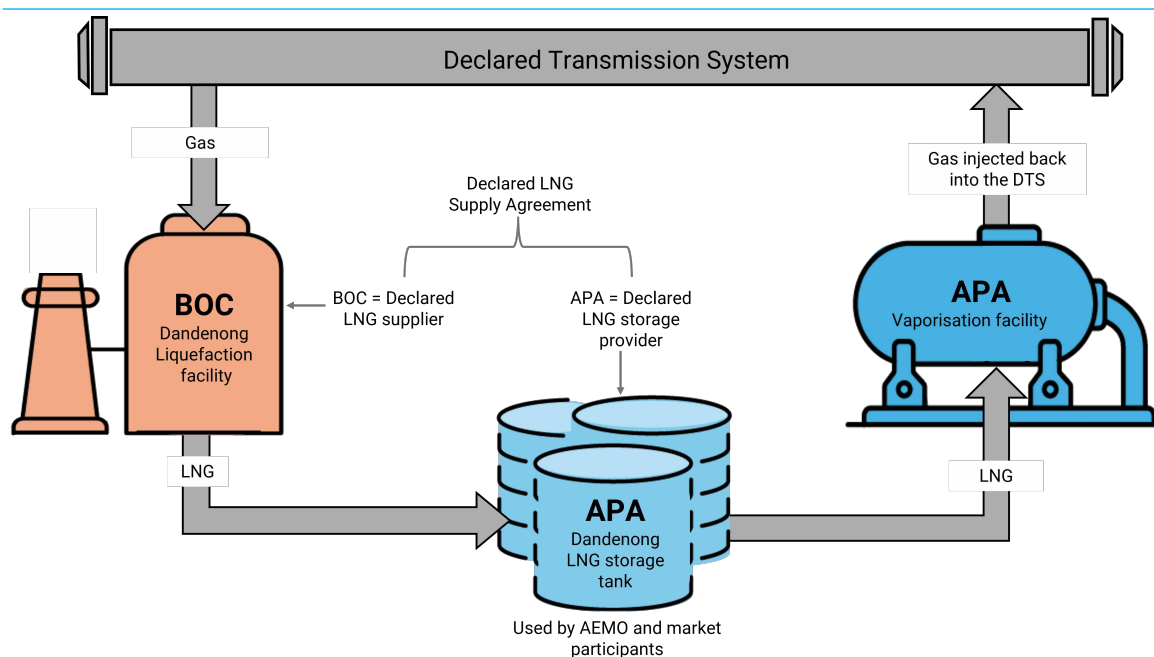 Declared Transmission System
Gas
Gas injected back
into the DTS
Declared LNG
Supply Agreement
BOC = Declared
LNG supplier
APA = Declared
LNG storage
provider
BOC
Dandenong
Liquefaction
facility
APA
Vaporisation facility
LNG
LNG
APA
Dandenong
LNG storage
tank
Used by AEMO and market
participants